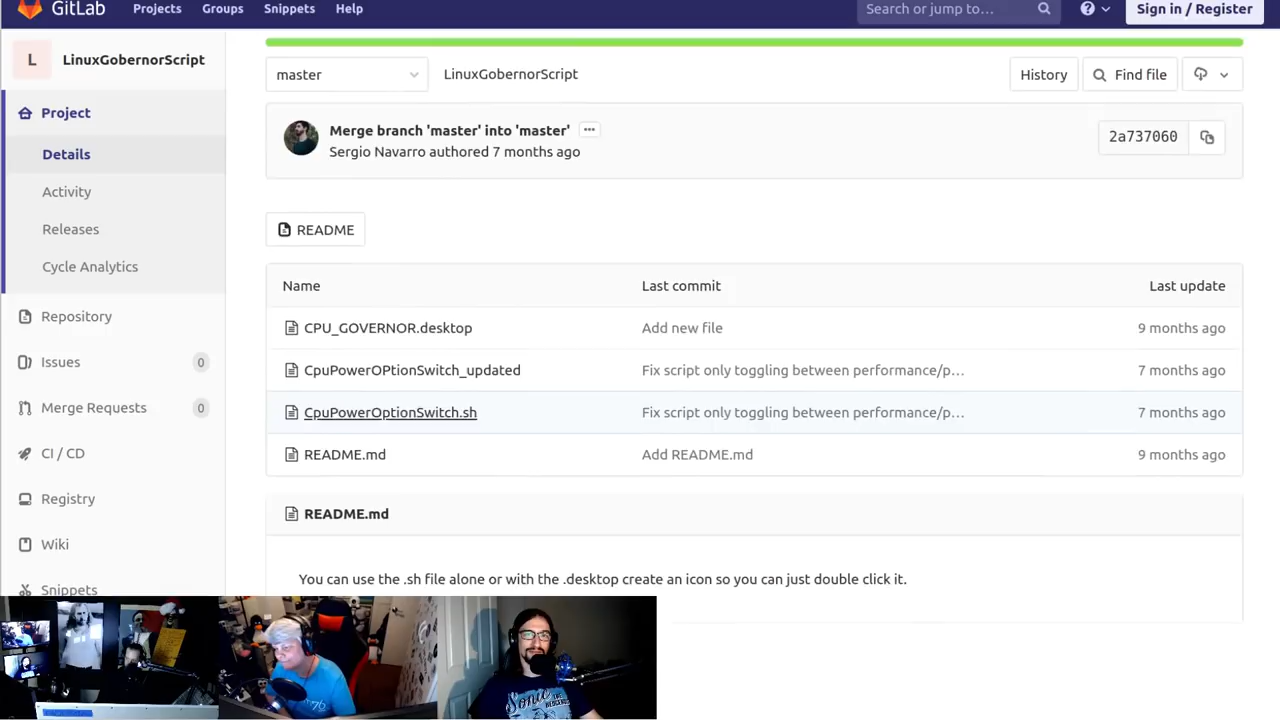 GitLab Projects Groups Snippets Help Search or jump to... Sign in / Register
L LinuxGobernorScript
Project
Details
Activity
Releases
Cycle Analytics
Repository
Issues 0
Merge Requests 0
CI / CD
Registry
Wiki
Snippets
master LinuxGobernorScript History Find file
Merge branch 'master' into 'master'
Sergio Navarro authored 7 months ago
2a737060
README
Name Last commit Last update
CPU_GOVERNOR.desktop Add new file 9 months ago
CpuPowerOPtionSwitch_updated Fix script only toggling between performance/p... 7 months ago
CpuPowerOptionSwitch.sh Fix script only toggling between performance/p... 7 months ago
README.md Add README.md 9 months ago
README.md
You can use the .sh file alone or with the .desktop create an icon so you can just double click it.
76
Sonic